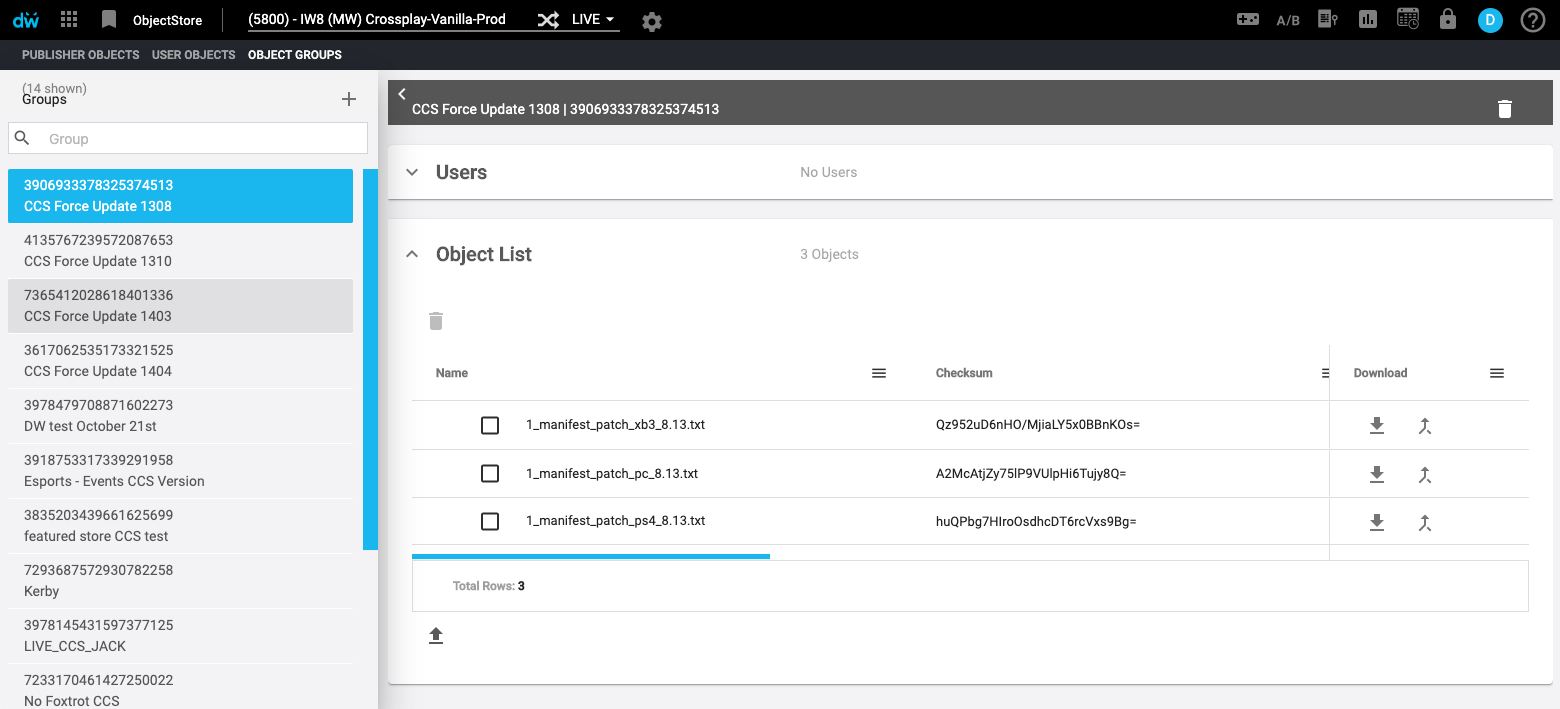 dw ObjectStore (5800) - IW8 (MW) Crossplay-Vanilla-Prod LIVE A/B D ?
PUBLISHER OBJECTS USER OBJECTS OBJECT GROUPS
(14 shown)
Groups
Group
3906933378325374513
CCS Force Update 1308
4135767239572087653
CCS Force Update 1310
7365412028618401336
CCS Force Update 1403
3617062535173321525
CCS Force Update 1404
3978479708871602273
DW test October 21st
3918753317339291958
Esports - Events CCS Version
3835203439661625699
featured store CCS test
7293687572930782258
Kerby
3978145431597377125
LIVE_CCS_JACK
7233170461427250022
No Foxtrot CCS
CCS Force Update 1308 | 3906933378325374513
Users No Users
Object List 3 Objects
Name Checksum Download
1_manifest_patch_xb3_8.13.txt Qz952uD6nHO/MjiaLY5x0BBnKOs=
1_manifest_patch_pc_8.13.txt A2McAtjZy75lP9VUlpHi6Tujy8Q=
1_manifest_patch_ps4_8.13.txt huQPbg7HIroOsdhcDT6rcVxs9Bg=
Total Rows: 3